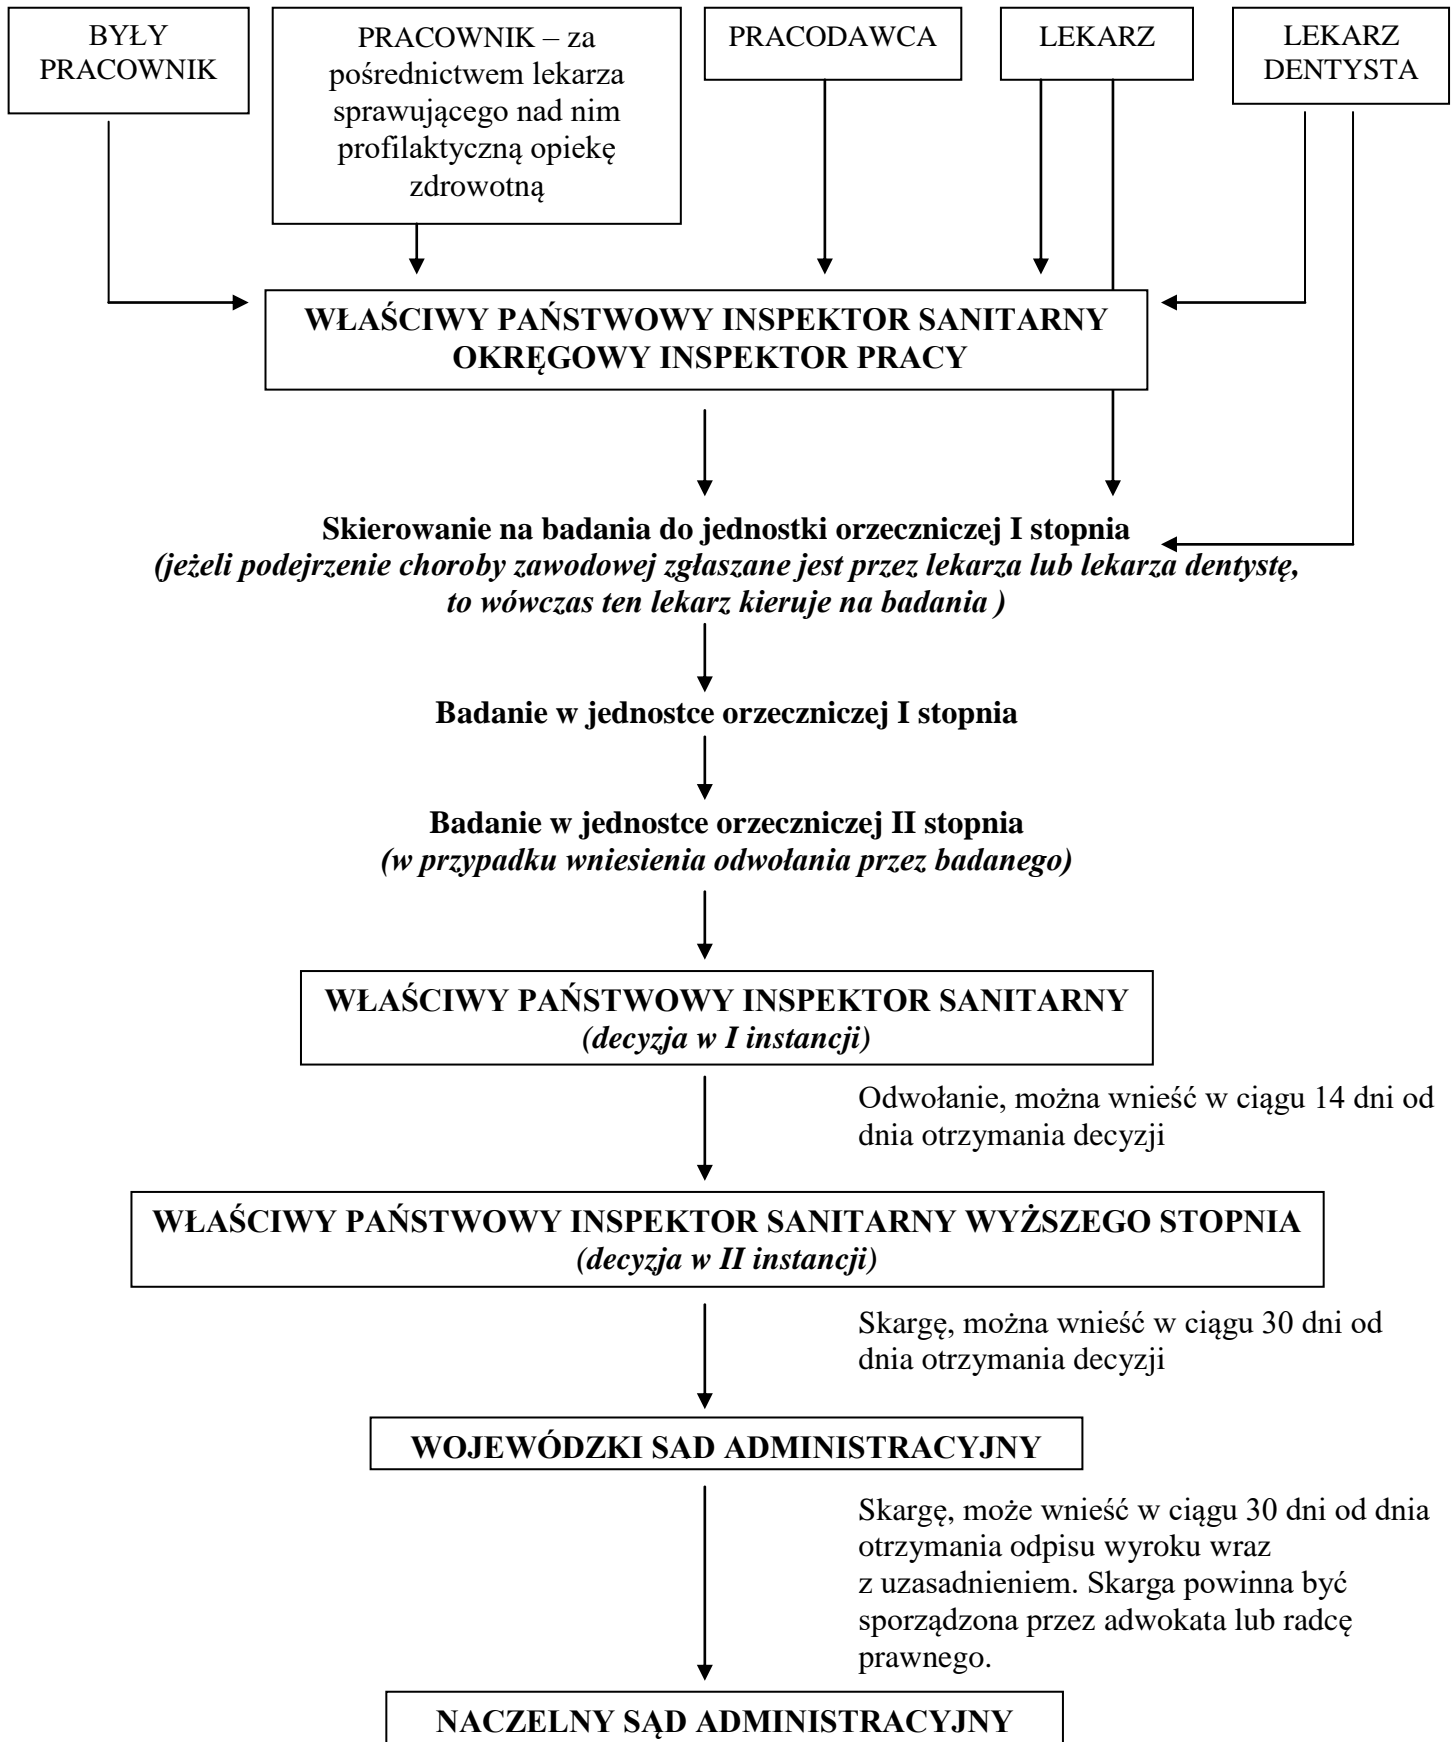 BYŁY
PRACOWNIK
PRACOWNIK – za
pośrednictwem lekarza
sprawującego nad nim
profilaktyczną opiekę
zdrowotną
PRACODAWCA
LEKARZ
LEKARZ
DENTYSTA
WŁAŚCIWY PAŃSTWOWY INSPEKTOR SANITARNY
OKRĘGOWY INSPEKTOR PRACY
Skierowanie na badania do jednostki orzeczniczej I stopnia
(jeżeli podejrzenie choroby zawodowej zgłaszane jest przez lekarza lub lekarza dentystę,
to wówczas ten lekarz kieruje na badania )
Badanie w jednostce orzeczniczej I stopnia
Badanie w jednostce orzeczniczej II stopnia
(w przypadku wniesienia odwołania przez badanego)
WŁAŚCIWY PAŃSTWOWY INSPEKTOR SANITARNY
(decyzja w I instancji)
Odwołanie, można wnieść w ciągu 14 dni od
dnia otrzymania decyzji
WŁAŚCIWY PAŃSTWOWY INSPEKTOR SANITARNY WYŻSZEGO STOPNIA
(decyzja w II instancji)
Skargę, można wnieść w ciągu 30 dni od
dnia otrzymania decyzji
WOJEWÓDZKI SĄD ADMINISTRACYJNY
Skargę, może wnieść w ciągu 30 dni od dnia
otrzymania odpisu wyroku wraz
z uzasadnieniem. Skarga powinna być
sporządzona przez adwokata lub radcę
prawnego.
NACZELNY SĄD ADMINISTRACYJNY